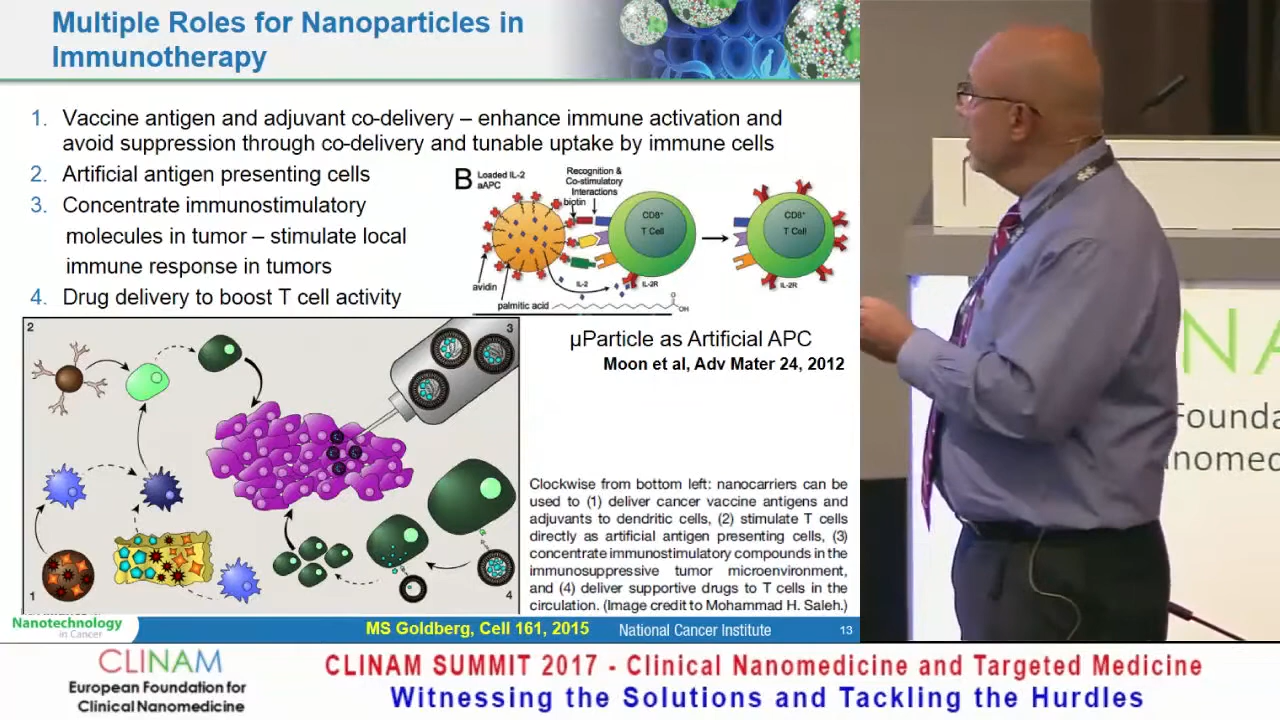 Multiple Roles for Nanoparticles in
Immunotherapy
1. Vaccine antigen and adjuvant co-delivery – enhance immune activation and
avoid suppression through co-delivery and tunable uptake by immune cells
2. Artificial antigen presenting cells
3. Concentrate immunostimulatory
molecules in tumor – stimulate local
immune response in tumors
4. Drug delivery to boost T cell activity
B
Loaded IL-2
aAPC
Recognition &
Co-stimulatory
Interactions
biotin
CD8+
T Cell
CD8+
T Cell
avidin
IL-2
IL-2R
IL-2R
palmitic acid
O
OH
µParticle as Artificial APC
Moon et al, Adv Mater 24, 2012
2
3
1
4
Clockwise from bottom left: nanocarriers can be
used to (1) deliver cancer vaccine antigens and
adjuvants to dendritic cells, (2) stimulate T cells
directly as artificial antigen presenting cells, (3)
concentrate immunostimulatory compounds in the
immunosuppressive tumor microenvironment,
and (4) deliver supportive drugs to T cells in the
circulation. (Image credit to Mohammad H. Saleh.)
Nanotechnology
in Cancer
MS Goldberg, Cell 161, 2015
National Cancer Institute
13
NA
Founda
nomed
CLINAM
European Foundation for
Clinical Nanomedicine
CLINAM SUMMIT 2017 - Clinical Nanomedicine and Targeted Medicine
Witnessing the Solutions and Tackling the Hurdles